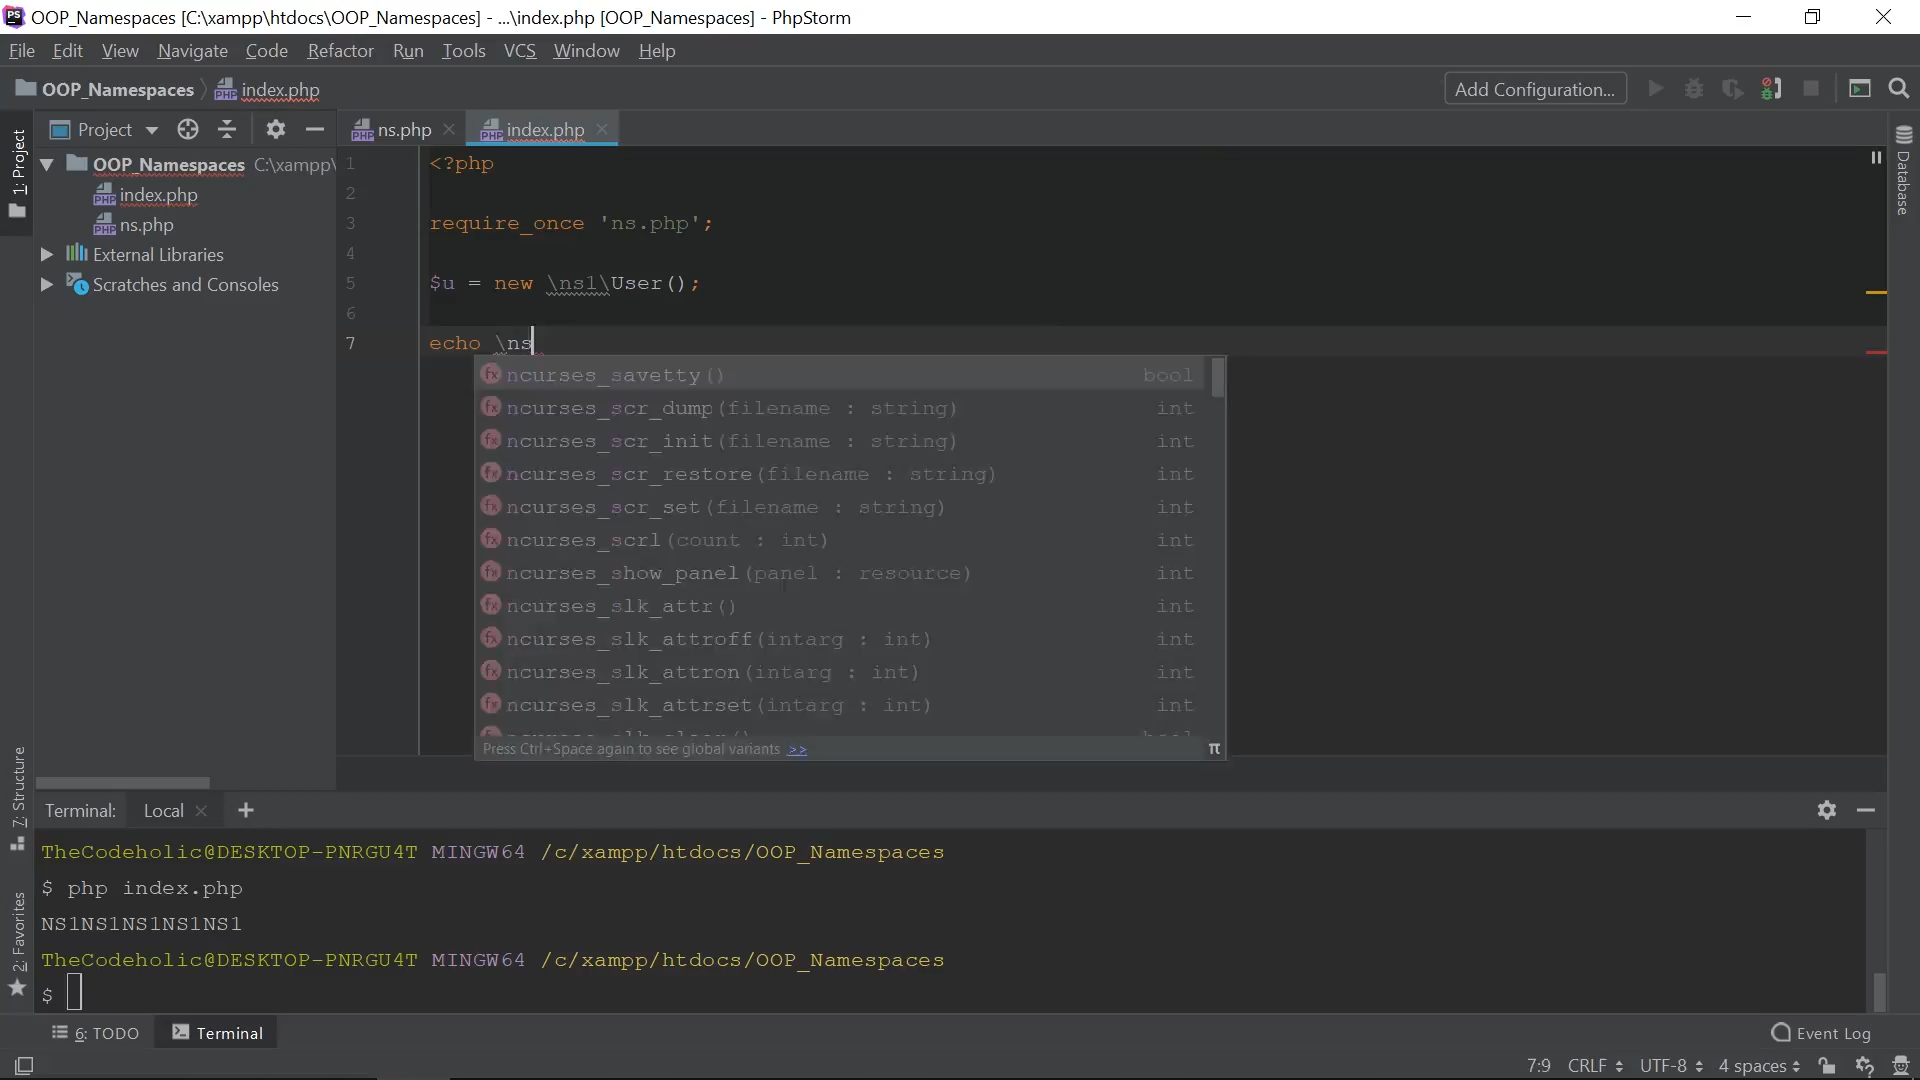 OOP_Namespaces [C:\xampp\htdocs\OOP_Namespaces] - ...\index.php [OOP_Namespaces] - PhpStorm
File Edit View Navigate Code Refactor Run Tools VCS Window Help
OOP_Namespaces index.php Add Configuration...
Project ns.php index.php
1: Project
OOP_Namespaces C:\xampp\
index.php
ns.php
External Libraries
Scratches and Consoles
7: Structure
2: Favorites
Database
1 <?php
2
3 require_once 'ns.php';
4
5 $u = new \ns1\User();
6
7 echo \ns
ncurses_savetty() bool
ncurses_scr_dump(filename : string) int
ncurses_scr_init(filename : string) int
ncurses_scr_restore(filename : string) int
ncurses_scr_set(filename : string) int
ncurses_scrl(count : int) int
ncurses_show_panel(panel : resource) int
ncurses_slk_attr() int
ncurses_slk_attroff(intarg : int) int
ncurses_slk_attron(intarg : int) int
ncurses_slk_attrset(intarg : int) int
Press Ctrl+Space again to see global variants >> π
Terminal: Local +
TheCodeholic@DESKTOP-PNRGU4T MINGW64 /c/xampp/htdocs/OOP_Namespaces
$ php index.php
NS1NS1NS1NS1NS1
TheCodeholic@DESKTOP-PNRGU4T MINGW64 /c/xampp/htdocs/OOP_Namespaces
$
6: TODO Terminal Event Log
7:9 CRLF UTF-8 4 spaces